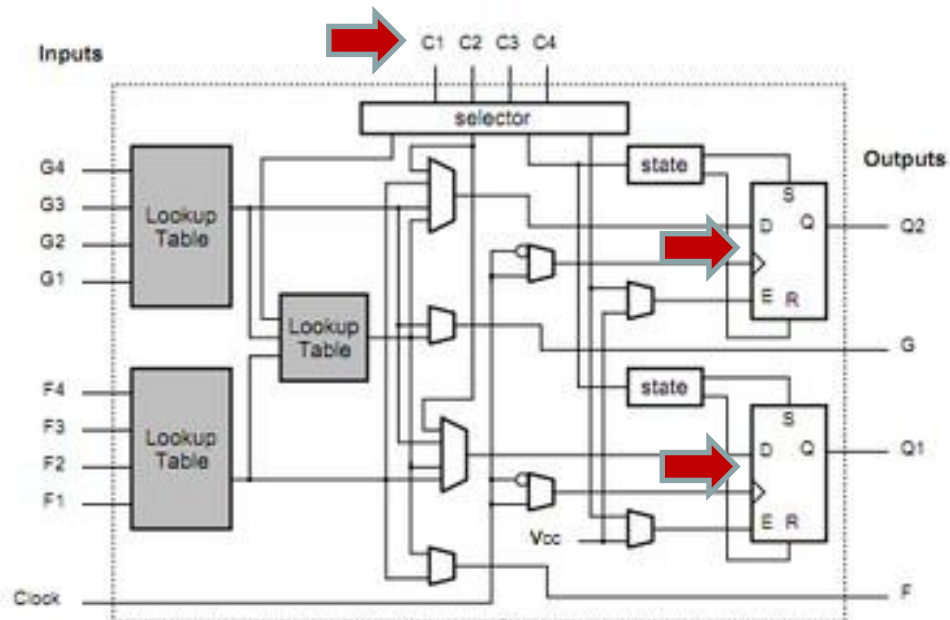 Inputs
C1 C2 C3 C4
selector
G4
G3
G2
G1
Lookup
Table
state
Outputs
S
D Q
E R
Q2
Lookup
Table
G
F4
F3
F2
F1
Lookup
Table
state
S
D Q
E R
Q1
Vcc
Clock
F